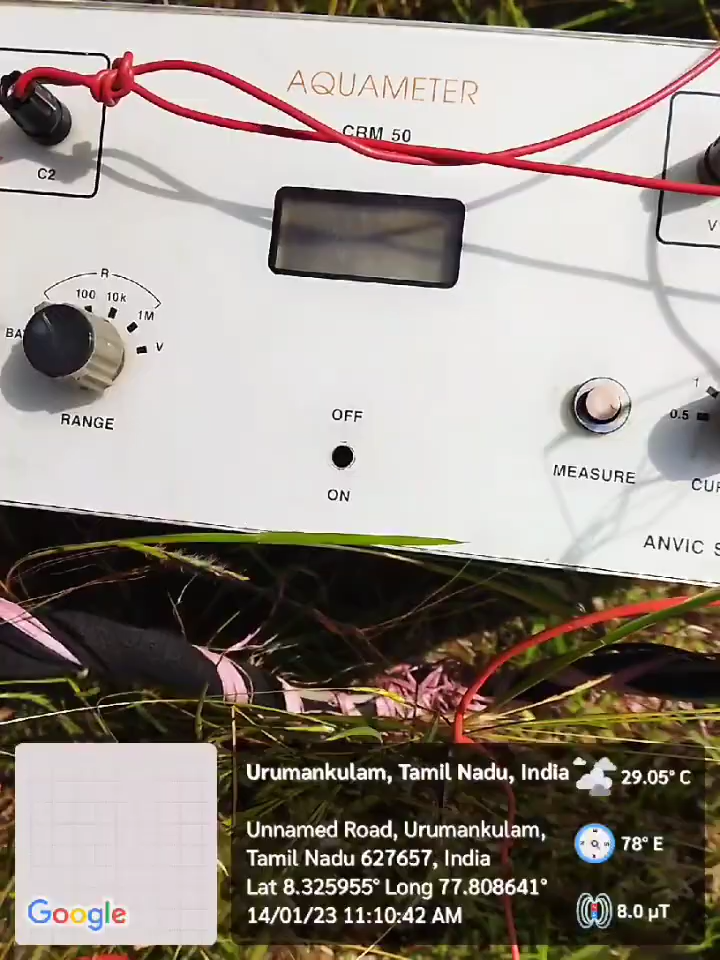 AQUAMETER
CRM 50
C2
R
100 10k
1M
V
RANGE
OFF
ON
MEASURE
1
0.5
ANVIC
Urumankulam, Tamil Nadu, India
29.05° C
Unnamed Road, Urumankulam,
Tamil Nadu 627657, India
Lat 8.325955° Long 77.808641°
14/01/23 11:10:42 AM
78° E
8.0 µT
Google